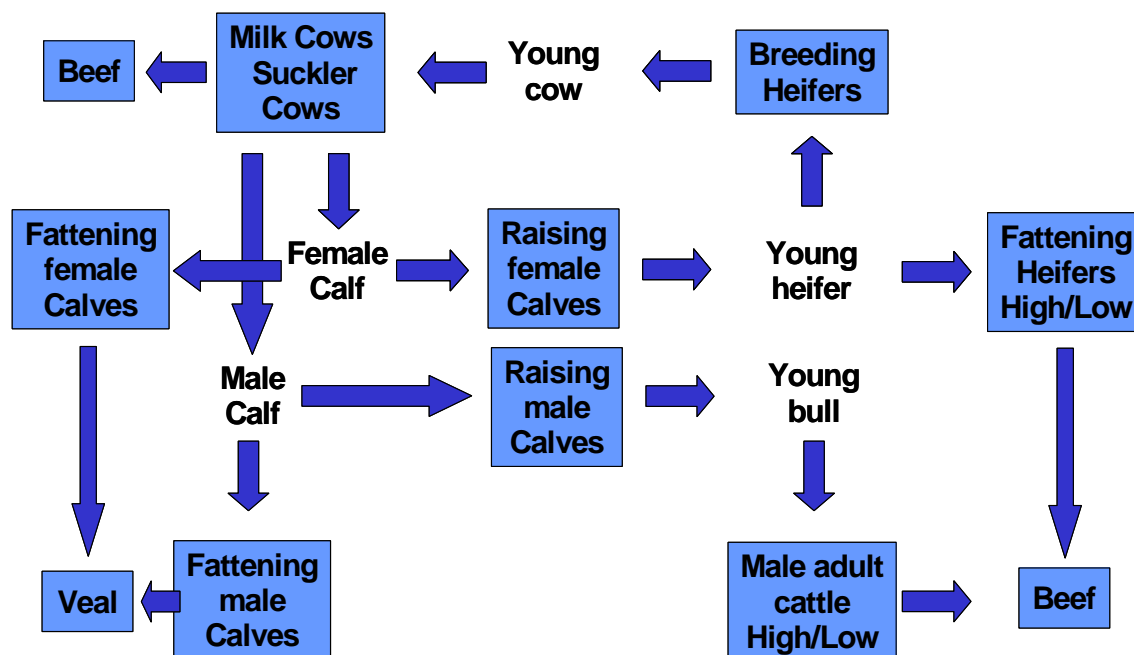 Beef
Milk Cows
Suckler
Cows
Young
cow
Breeding
Heifers
Fattening
female
Calves
Female
Calf
Raising
female
Calves
Young
heifer
Fattening
Heifers
High/Low
Male
Calf
Raising
male
Calves
Young
bull
Veal
Fattening
male
Calves
Male adult
cattle
High/Low
Beef